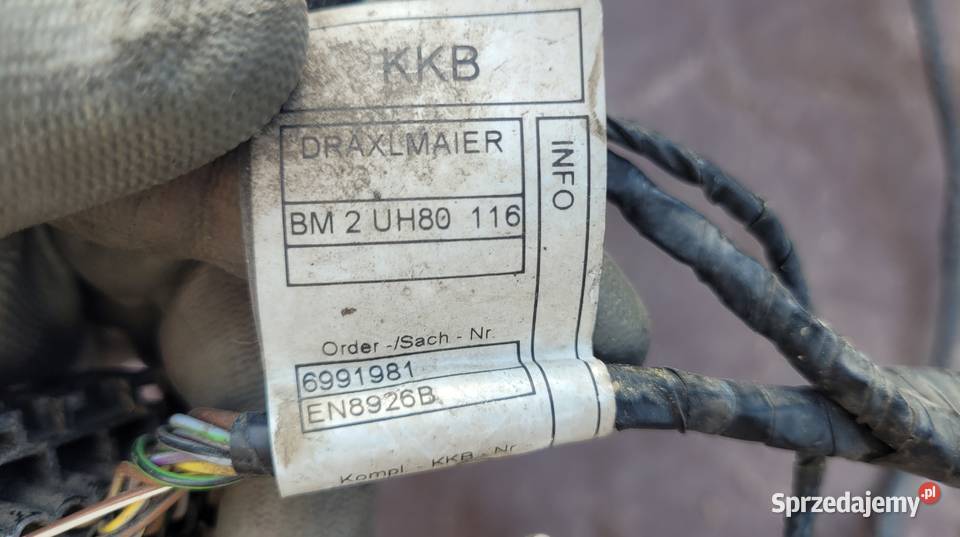 KKB
DRAXLMAIER
BM 2 UH80 116
INFO
Order -/Sach - Nr.
6991981
EN8926B
Kompl. - KKB - Nr
Sprzedajemy.pl